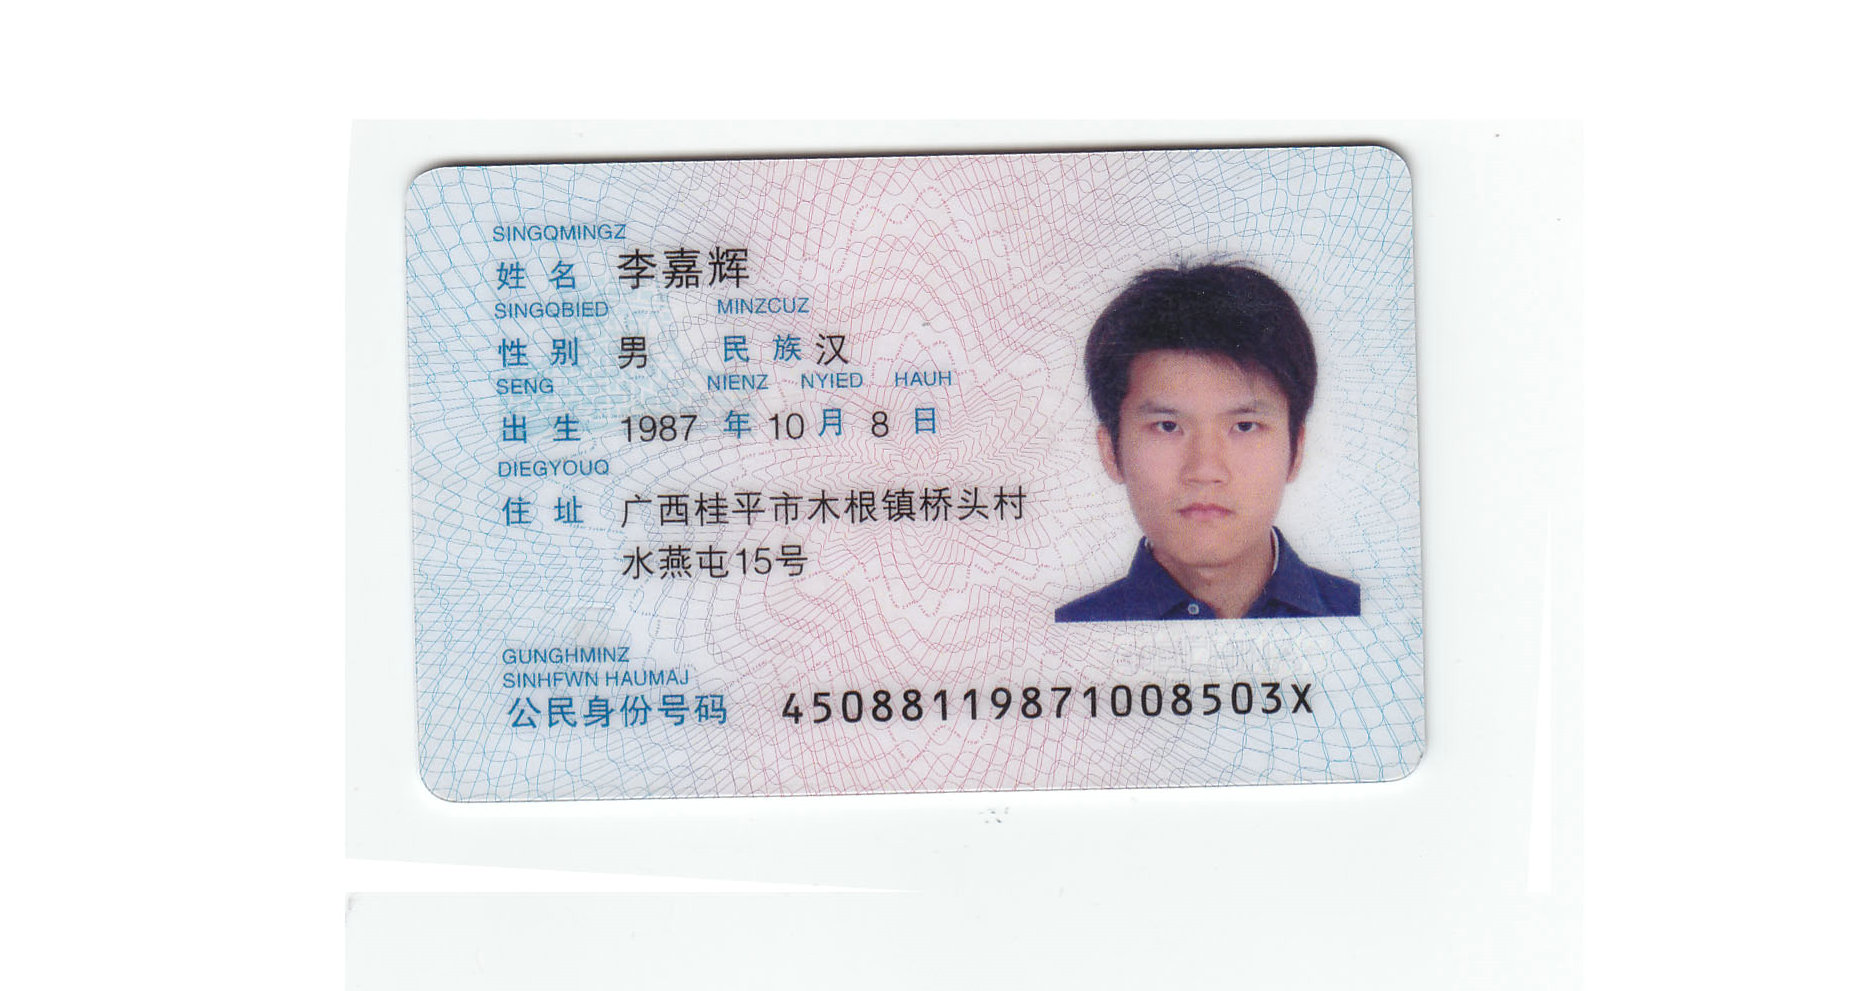 SINGQMINGZ
姓名 李嘉辉
SINGQBIED MINZCUZ
性别 男 民族 汉
SENG NIENZ NYIED HAUH
出生 1987 年 10 月 8 日
DIEGYOUQ
住址 广西桂平市木根镇桥头村
水燕屯15号
GUNGHMINZ
SINHFWN HAUMAJ
公民身份号码 45088119871008503X